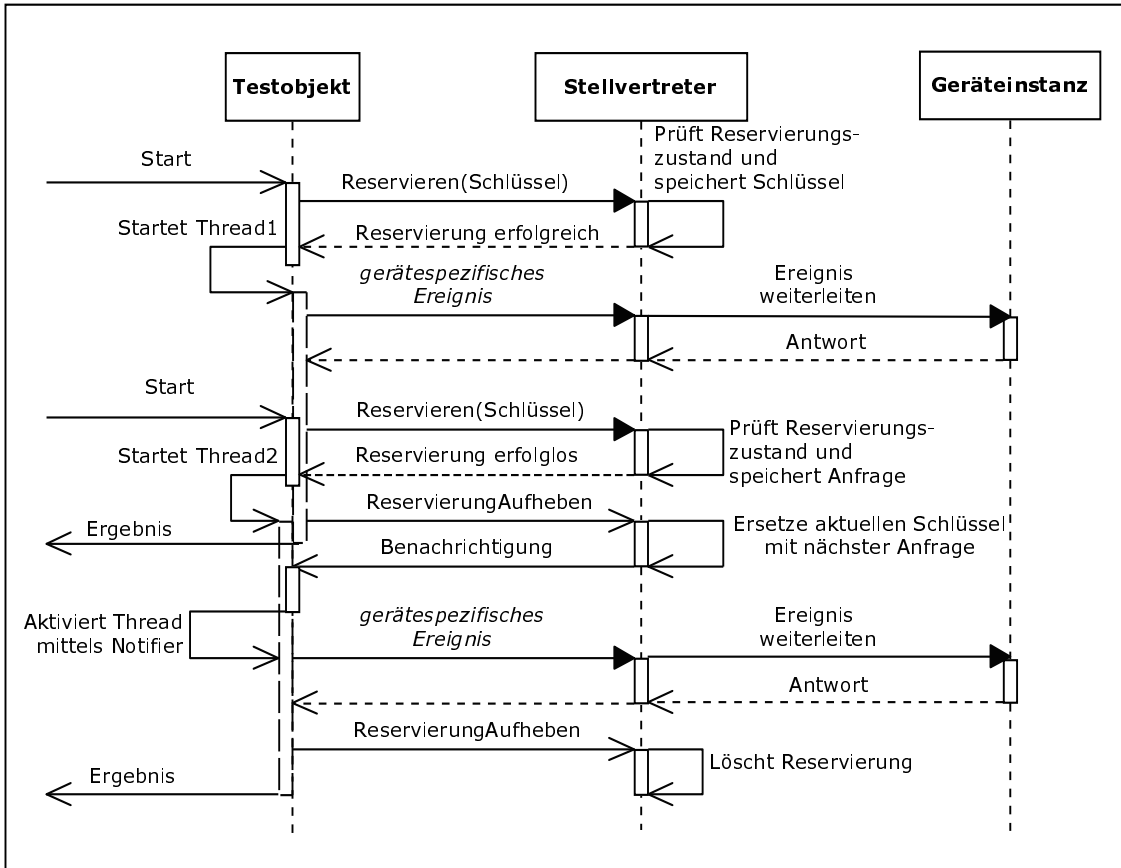 Testobjekt
Stellvertreter
Geräteinstanz
Start
Reservieren(Schlüssel)
Prüft Reservierungs-
zustand und
speichert Schlüssel
Startet Thread1
Reservierung erfolgreich
gerätespezifisches
Ereignis
Ereignis
weiterleiten
Antwort
Start
Reservieren(Schlüssel)
Prüft Reservierungs-
zustand und
speichert Anfrage
Startet Thread2
Reservierung erfolglos
ReservierungAufheben
Ersetze aktuellen Schlüssel
mit nächster Anfrage
Ergebnis
Benachrichtigung
Aktiviert Thread
mittels Notifier
gerätespezifisches
Ereignis
Ereignis
weiterleiten
Antwort
ReservierungAufheben
Löscht Reservierung
Ergebnis